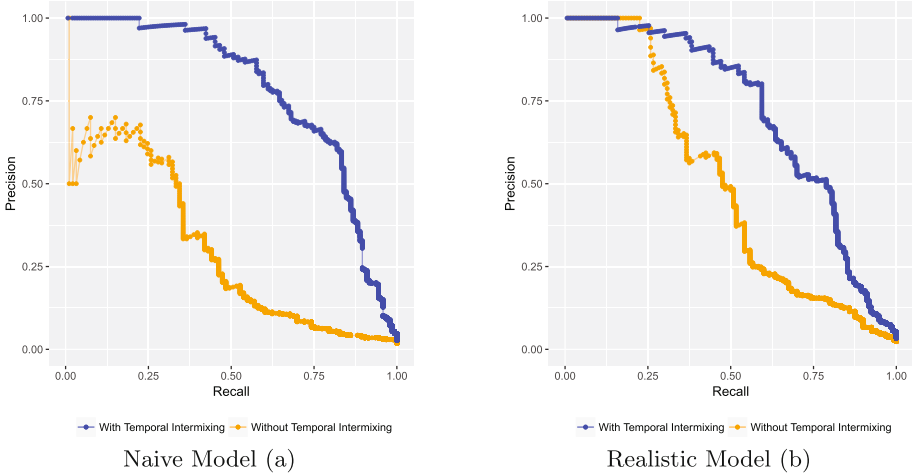 1.00
0.75
0.50
0.25
0.00
Precision
0.00 0.25 0.50 0.75 1.00
Recall
With Temporal Intermixing Without Temporal Intermixing
Naive Model (a)
1.00
0.75
0.50
0.25
0.00
Precision
0.00 0.25 0.50 0.75 1.00
Recall
With Temporal Intermixing Without Temporal Intermixing
Realistic Model (b)